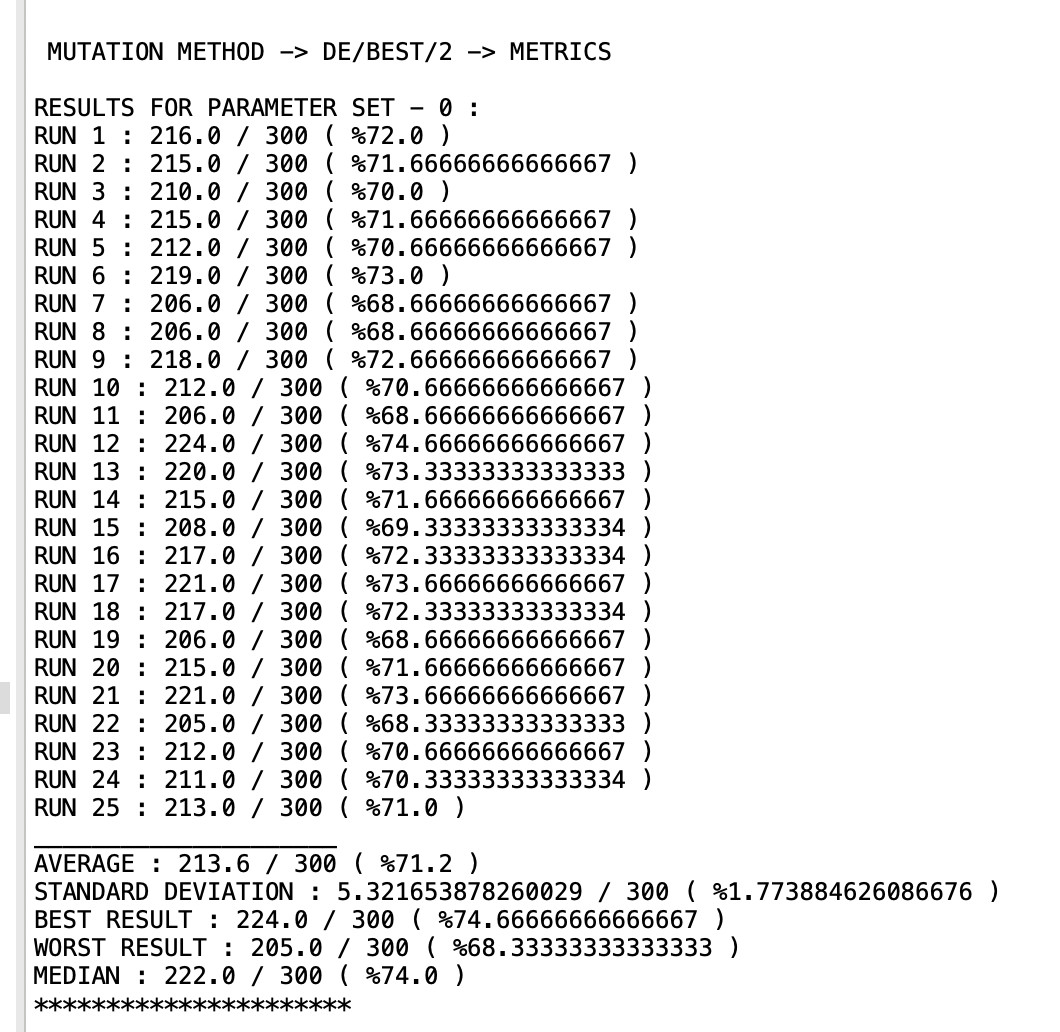 MUTATION METHOD -> DE/BEST/2 -> METRICS
RESULTS FOR PARAMETER SET - 0 :
RUN 1 : 216.0 / 300 ( %72.0 )
RUN 2 : 215.0 / 300 ( %71.66666666666667 )
RUN 3 : 210.0 / 300 ( %70.0 )
RUN 4 : 215.0 / 300 ( %71.66666666666667 )
RUN 5 : 212.0 / 300 ( %70.66666666666667 )
RUN 6 : 219.0 / 300 ( %73.0 )
RUN 7 : 206.0 / 300 ( %68.66666666666667 )
RUN 8 : 206.0 / 300 ( %68.66666666666667 )
RUN 9 : 218.0 / 300 ( %72.66666666666667 )
RUN 10 : 212.0 / 300 ( %70.66666666666667 )
RUN 11 : 206.0 / 300 ( %68.66666666666667 )
RUN 12 : 224.0 / 300 ( %74.66666666666667 )
RUN 13 : 220.0 / 300 ( %73.33333333333333 )
RUN 14 : 215.0 / 300 ( %71.66666666666667 )
RUN 15 : 208.0 / 300 ( %69.33333333333334 )
RUN 16 : 217.0 / 300 ( %72.33333333333334 )
RUN 17 : 221.0 / 300 ( %73.66666666666667 )
RUN 18 : 217.0 / 300 ( %72.33333333333334 )
RUN 19 : 206.0 / 300 ( %68.66666666666667 )
RUN 20 : 215.0 / 300 ( %71.66666666666667 )
RUN 21 : 221.0 / 300 ( %73.66666666666667 )
RUN 22 : 205.0 / 300 ( %68.33333333333333 )
RUN 23 : 212.0 / 300 ( %70.66666666666667 )
RUN 24 : 211.0 / 300 ( %70.33333333333334 )
RUN 25 : 213.0 / 300 ( %71.0 )
_____________________
AVERAGE : 213.6 / 300 ( %71.2 )
STANDARD DEVIATION : 5.321653878260029 / 300 ( %1.773884626086676 )
BEST RESULT : 224.0 / 300 ( %74.66666666666667 )
WORST RESULT : 205.0 / 300 ( %68.33333333333333 )
MEDIAN : 222.0 / 300 ( %74.0 )
**********************